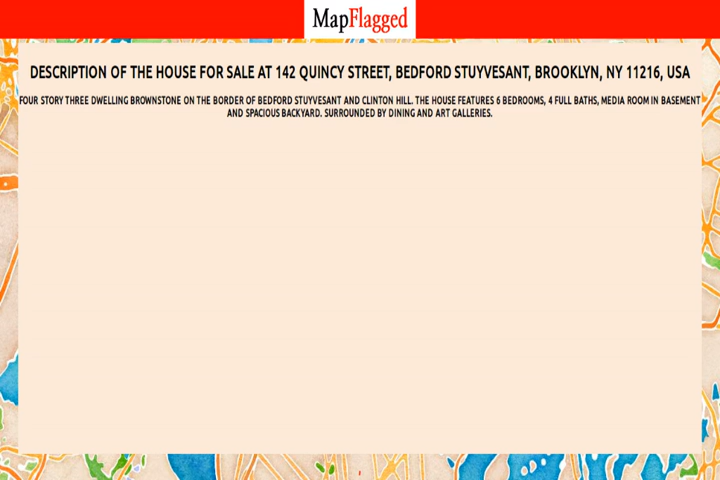 MapFlagged
DESCRIPTION OF THE HOUSE FOR SALE AT 142 QUINCY STREET, BEDFORD STUYVESANT, BROOKLYN, NY 11216, USA
FOUR STORY THREE DWELLING BROWNSTONE ON THE BORDER OF BEDFORD STUYVESANT AND CLINTON HILL. THE HOUSE FEATURES 6 BEDROOMS, 4 FULL BATHS, MEDIA ROOM IN BASEMENT
AND SPACIOUS BACKYARD. SURROUNDED BY DINING AND ART GALLERIES.